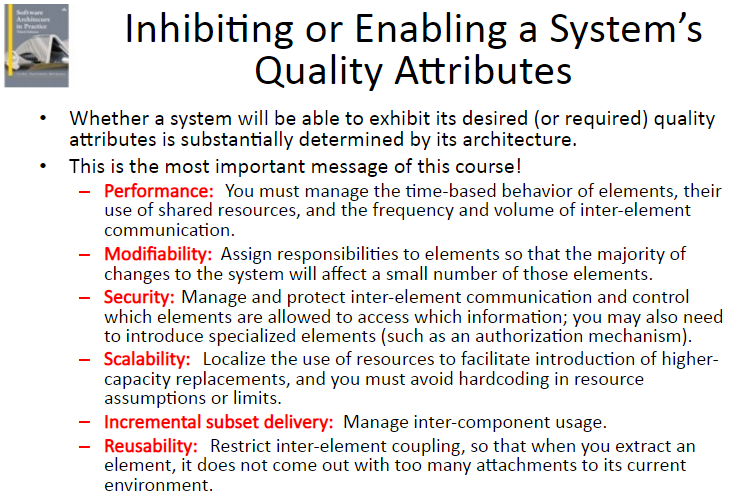 Software
Architecture
in Practice
Third Edition
Inhibiting or Enabling a System’s
Quality Attributes
• Whether a system will be able to exhibit its desired (or required) quality
attributes is substantially determined by its architecture.
• This is the most important message of this course!
– Performance: You must manage the time-based behavior of elements, their
use of shared resources, and the frequency and volume of inter-element
communication.
– Modifiability: Assign responsibilities to elements so that the majority of
changes to the system will affect a small number of those elements.
– Security: Manage and protect inter-element communication and control
which elements are allowed to access which information; you may also need
to introduce specialized elements (such as an authorization mechanism).
– Scalability: Localize the use of resources to facilitate introduction of higher-
capacity replacements, and you must avoid hardcoding in resource
assumptions or limits.
– Incremental subset delivery: Manage inter-component usage.
– Reusability: Restrict inter-element coupling, so that when you extract an
element, it does not come out with too many attachments to its current
environment.